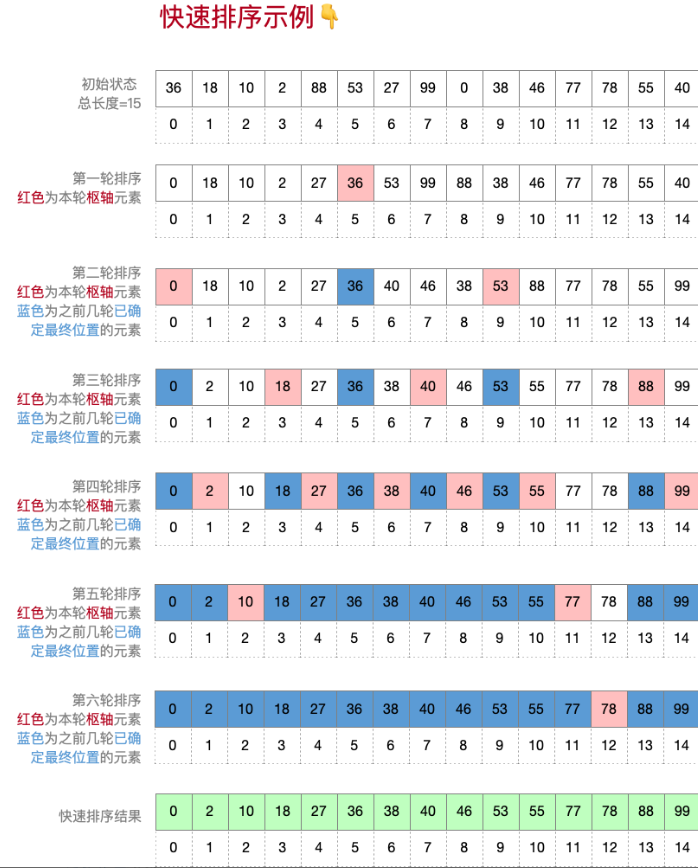 快速排序示例👇
初始状态
总长度=15
36 18 10 2 88 53 27 99 0 38 46 77 78 55 40
0 1 2 3 4 5 6 7 8 9 10 11 12 13 14
第一轮排序
红色为本轮枢轴元素
0 18 10 2 27 36 53 99 88 38 46 77 78 55 40
0 1 2 3 4 5 6 7 8 9 10 11 12 13 14
第二轮排序
红色为本轮枢轴元素
蓝色为之前几轮已确
定最终位置的元素
0 18 10 2 27 36 40 46 38 53 88 77 78 55 99
0 1 2 3 4 5 6 7 8 9 10 11 12 13 14
第三轮排序
红色为本轮枢轴元素
蓝色为之前几轮已确
定最终位置的元素
0 2 10 18 27 36 38 40 46 53 55 77 78 88 99
0 1 2 3 4 5 6 7 8 9 10 11 12 13 14
第四轮排序
红色为本轮枢轴元素
蓝色为之前几轮已确
定最终位置的元素
0 2 10 18 27 36 38 40 46 53 55 77 78 88 99
0 1 2 3 4 5 6 7 8 9 10 11 12 13 14
第五轮排序
红色为本轮枢轴元素
蓝色为之前几轮已确
定最终位置的元素
0 2 10 18 27 36 38 40 46 53 55 77 78 88 99
0 1 2 3 4 5 6 7 8 9 10 11 12 13 14
第六轮排序
红色为本轮枢轴元素
蓝色为之前几轮已确
定最终位置的元素
0 2 10 18 27 36 38 40 46 53 55 77 78 88 99
0 1 2 3 4 5 6 7 8 9 10 11 12 13 14
快速排序结果
0 2 10 18 27 36 38 40 46 53 55 77 78 88 99
0 1 2 3 4 5 6 7 8 9 10 11 12 13 14